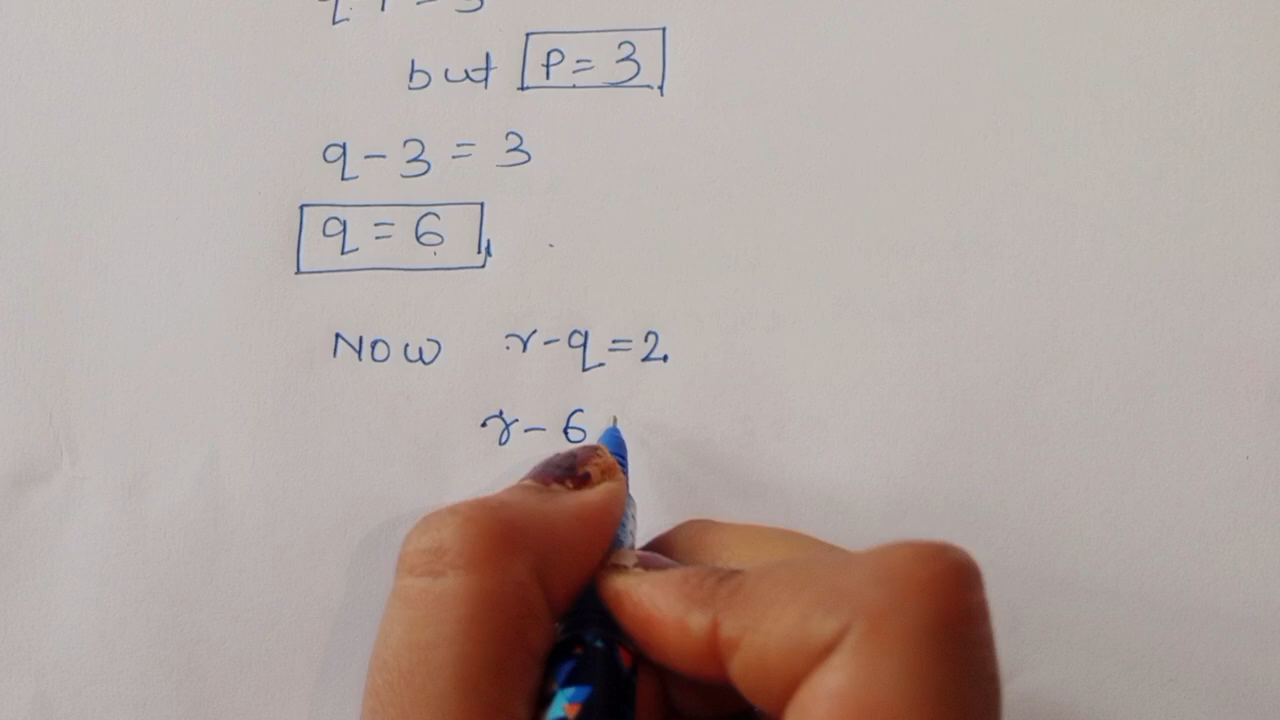 but P = 3
q - 3 = 3
q = 6
Now r - q = 2
r - 6